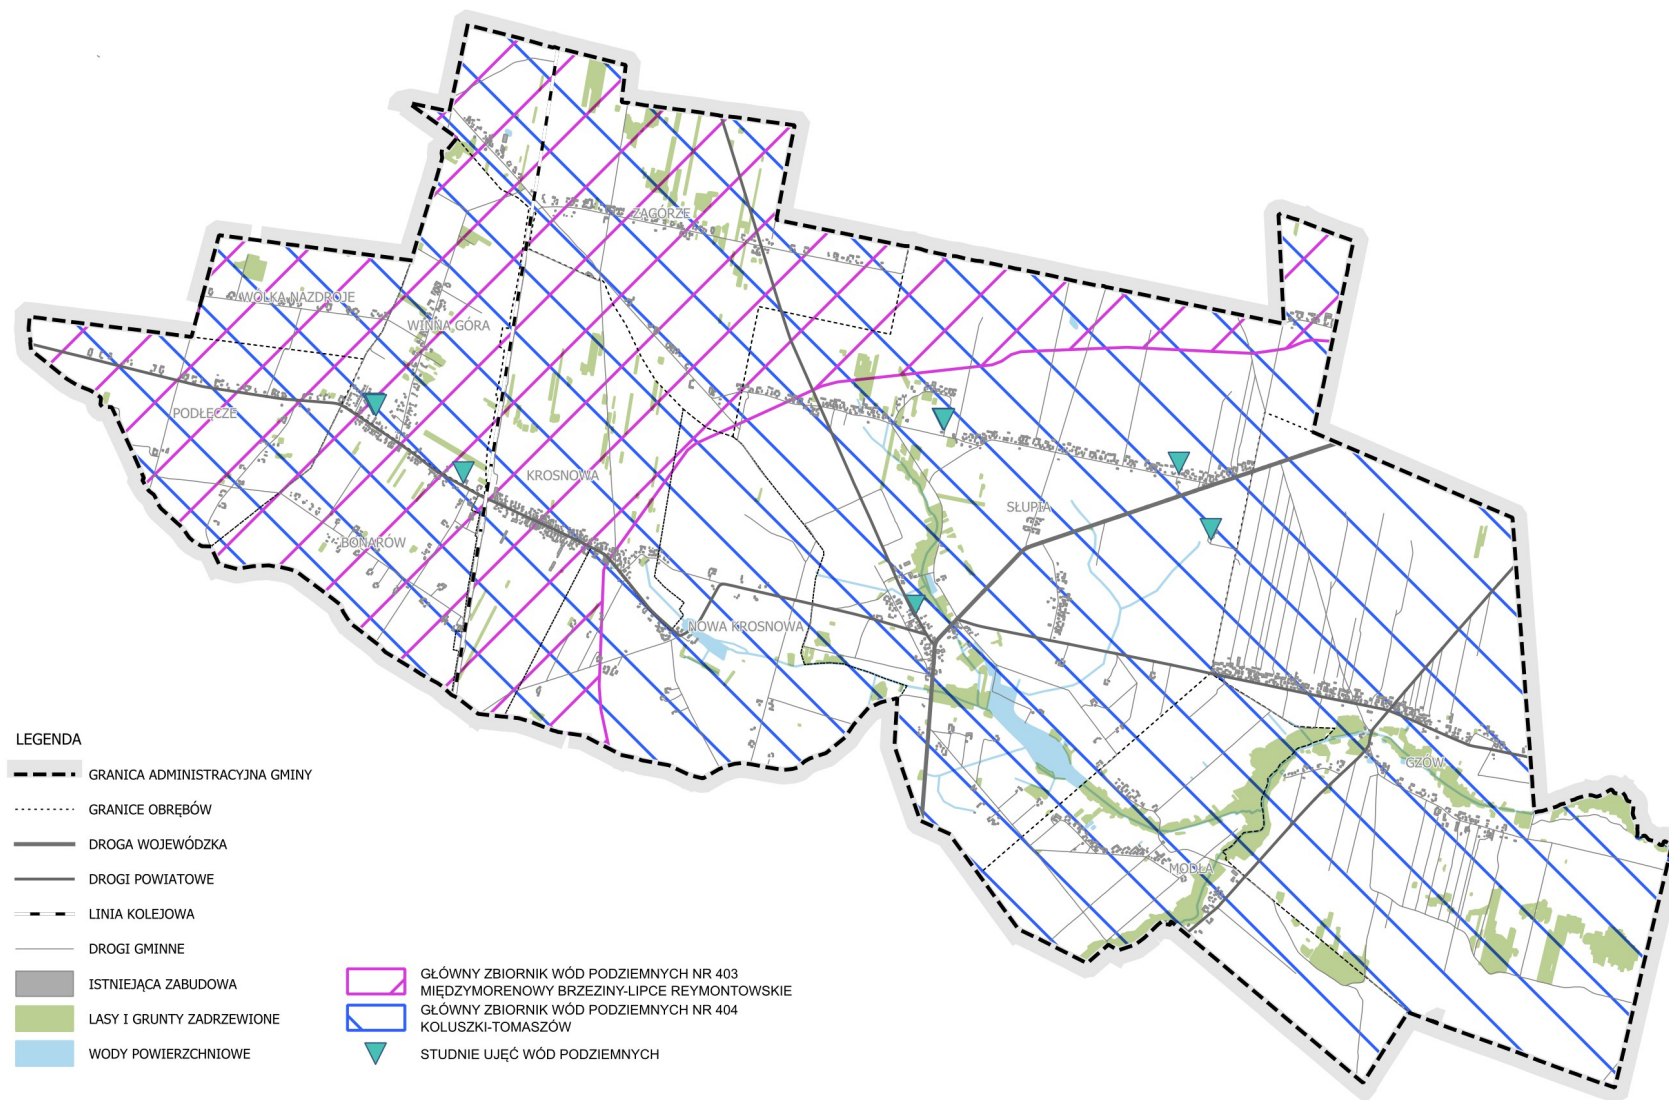 ZAGÓRZE
WÓLKA NAZDROJE
WINNA GÓRA
PODŁĘCZE
KROSNOWA
SŁUPIA
BONARÓW
NOWA KROSNOWA
GZÓW
MODŁA
LEGENDA
GRANICA ADMINISTRACYJNA GMINY
GRANICE OBRĘBÓW
DROGA WOJEWÓDZKA
DROGI POWIATOWE
LINIA KOLEJOWA
DROGI GMINNE
ISTNIEJĄCA ZABUDOWA
LASY I GRUNTY ZADRZEWIONE
WODY POWIERZCHNIOWE
GŁÓWNY ZBIORNIK WÓD PODZIEMNYCH NR 403
MIĘDZYMORENOWY BRZEZINY-LIPCE REYMONTOWSKIE
GŁÓWNY ZBIORNIK WÓD PODZIEMNYCH NR 404
KOLUSZKI-TOMASZÓW
STUDNIE UJĘĆ WÓD PODZIEMNYCH